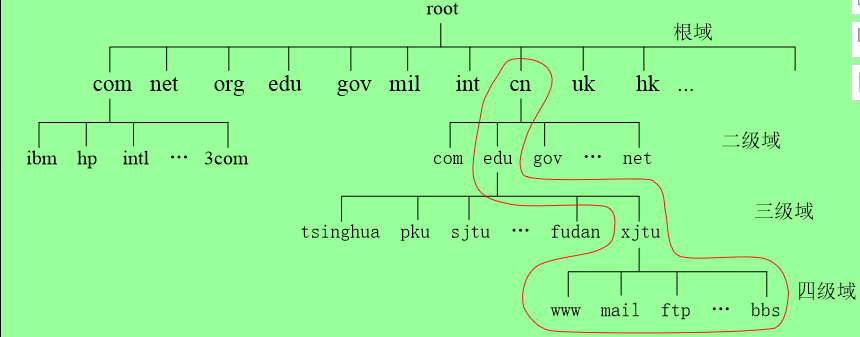 root
根域
com net org edu gov mil int cn uk hk ...
二级域
ibm hp intl … 3com
com edu gov … net
三级域
tsinghua pku sjtu … fudan xjtu
四级域
www mail ftp … bbs